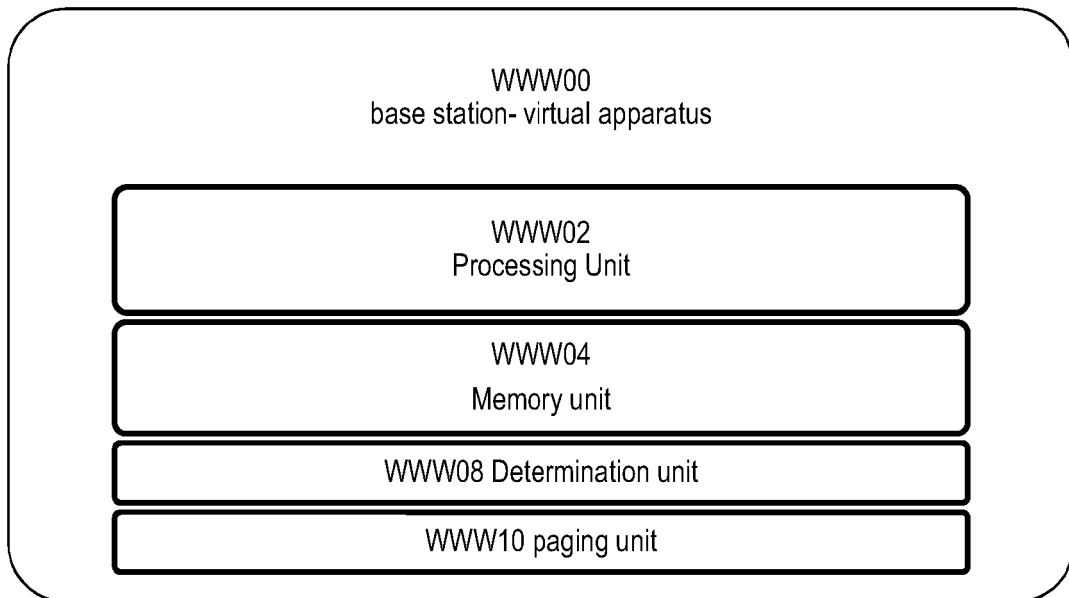 WWW00
base station- virtual apparatus
WWW02
Processing Unit
WWW04
Memory unit
WWW08 Determination unit
WWW10 paging unit